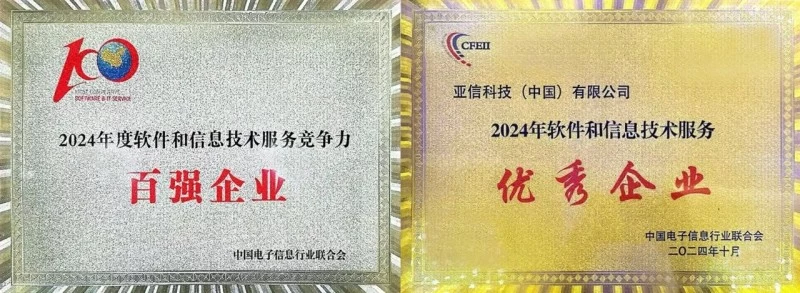 100
SOFTWARE & IT SERVICE
2024年度软件和信息技术服务竞争力
百强企业
中国电子信息行业联合会
CFEII
亚信科技（中国）有限公司
2024年软件和信息技术服务
优秀企业
中国电子信息行业联合会
二〇二四年十月